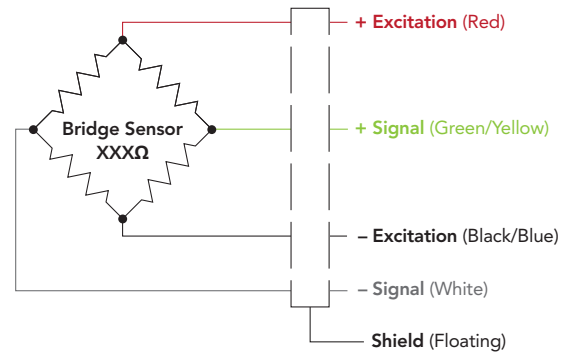 + Excitation (Red)
Bridge Sensor
XXXΩ
+ Signal (Green/Yellow)
– Excitation (Black/Blue)
– Signal (White)
Shield (Floating)